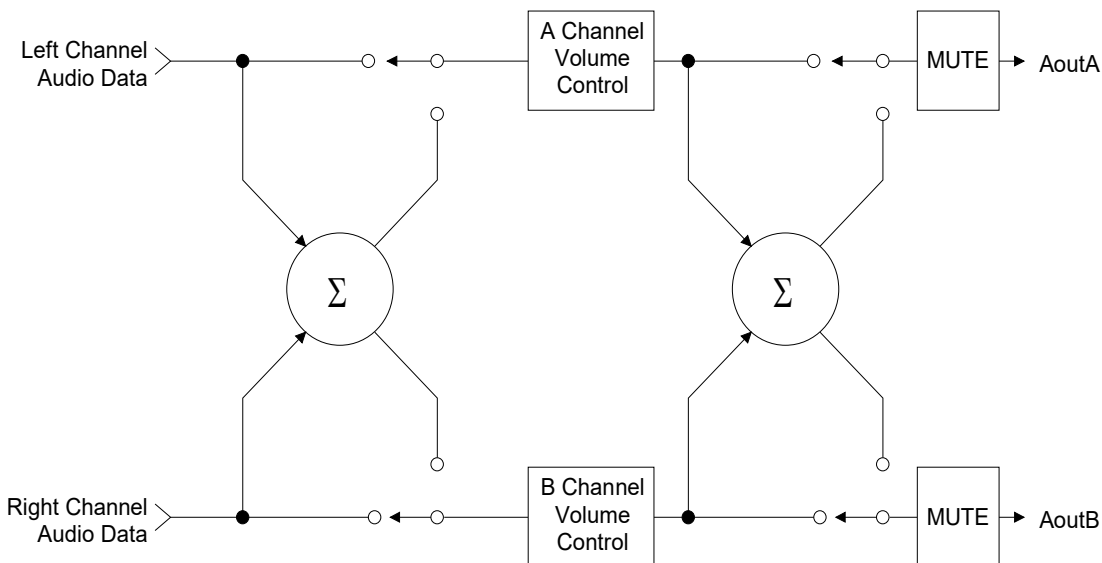 Left Channel
Audio Data
A Channel
Volume
Control
MUTE
AoutA
Σ
Σ
Right Channel
Audio Data
B Channel
Volume
Control
MUTE
AoutB